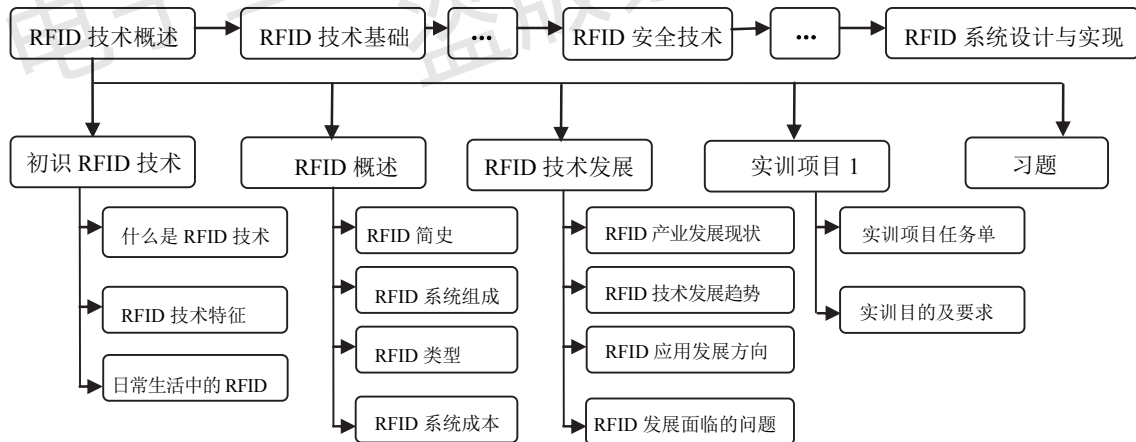 RFID 技术概述
RFID 技术基础
...
RFID 安全技术
...
RFID 系统设计与实现
初识 RFID 技术
RFID 概述
RFID 技术发展
实训项目 1
习题
什么是 RFID 技术
RFID 技术特征
日常生活中的 RFID
RFID 简史
RFID 系统组成
RFID 类型
RFID 系统成本
RFID 产业发展现状
RFID 技术发展趋势
RFID 应用发展方向
RFID 发展面临的问题
实训项目任务单
实训目的及要求